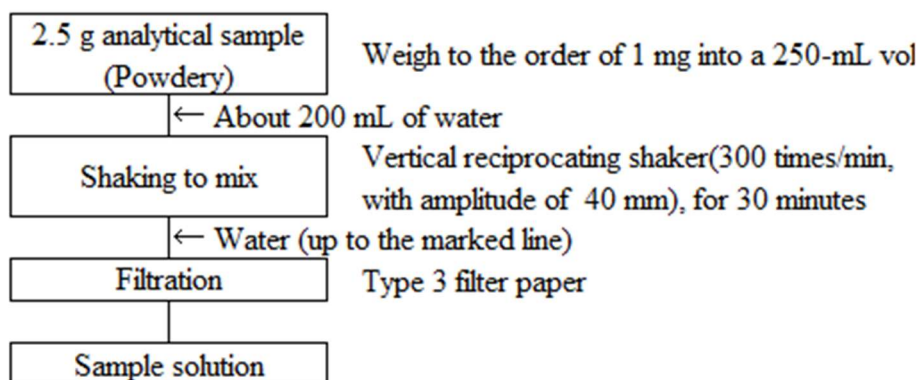 2.5 g analytical sample
(Powdery)
Weigh to the order of 1 mg into a 250-mL vol
← About 200 mL of water
Shaking to mix
Vertical reciprocating shaker(300 times/min,
with amplitude of 40 mm), for 30 minutes
← Water (up to the marked line)
Filtration
Type 3 filter paper
Sample solution